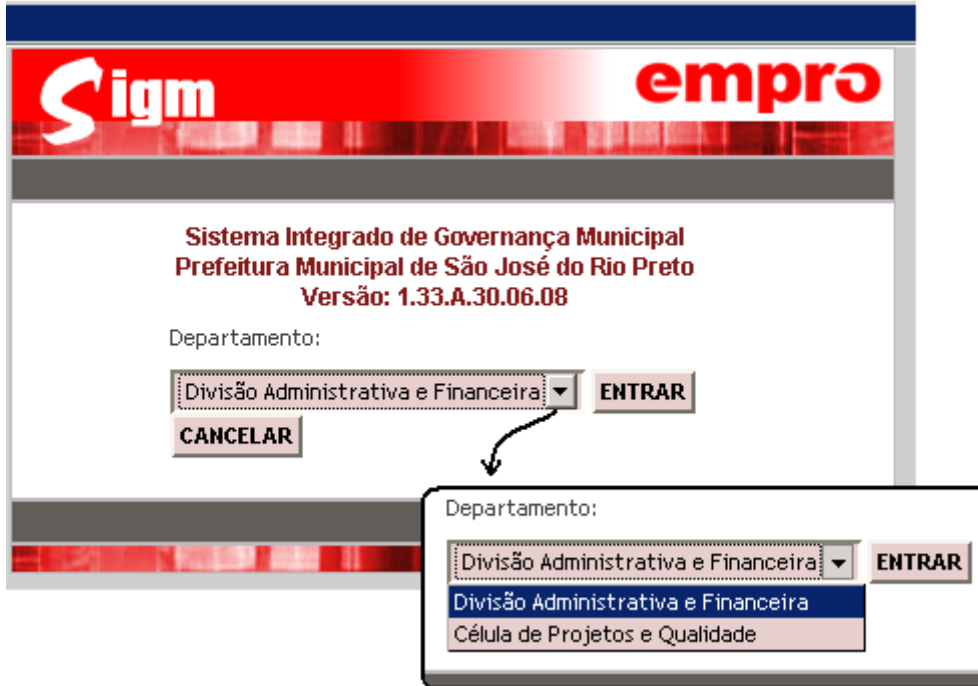 Sigm
empro
Sistema Integrado de Governança Municipal
Prefeitura Municipal de São José do Rio Preto
Versão: 1.33.A.30.06.08
Departamento:
Divisão Administrativa e Financeira ENTRAR
CANCELAR
Departamento:
Divisão Administrativa e Financeira ENTRAR
Divisão Administrativa e Financeira
Célula de Projetos e Qualidade